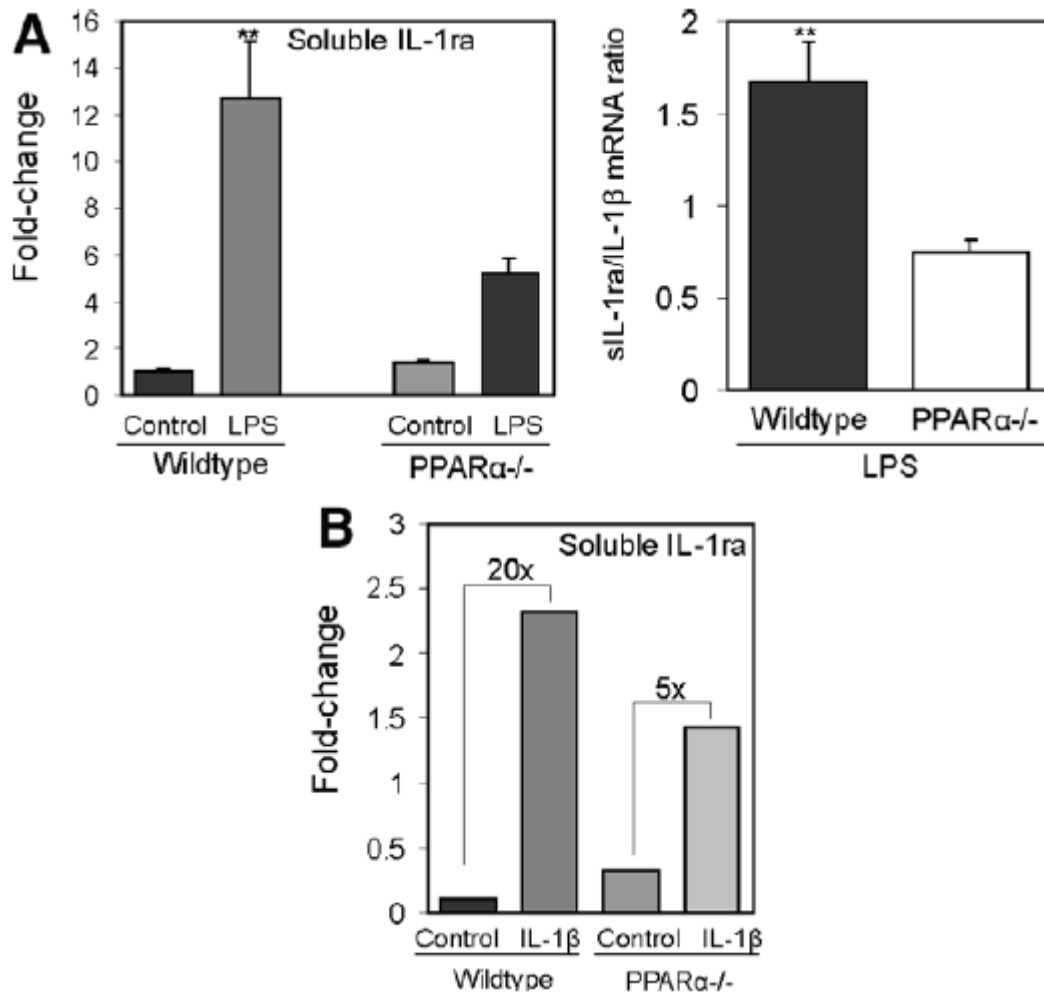 A
Soluble IL-1ra
**
Fold-change
16
14
12
10
8
6
4
2
0
Control LPS Control LPS
Wildtype PPARα-/-
**
sIL-1ra/IL-1β mRNA ratio
2
1.5
1
0.5
0
Wildtype PPARα-/-
LPS
B
Soluble IL-1ra
20x
5x
Fold-change
3
2.5
2
1.5
1
0.5
0
Control IL-1β Control IL-1β
Wildtype PPARα-/-